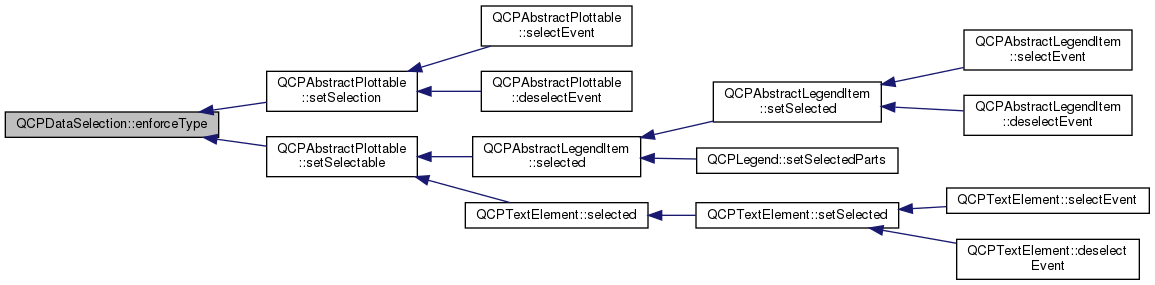 QCPDataSelection::enforceType
QCPAbstractPlottable
::setSelection
QCPAbstractPlottable
::selectEvent
QCPAbstractPlottable
::deselectEvent
QCPAbstractPlottable
::setSelectable
QCPAbstractLegendItem
::selected
QCPAbstractLegendItem
::setSelected
QCPAbstractLegendItem
::selectEvent
QCPAbstractLegendItem
::deselectEvent
QCPLegend::setSelectedParts
QCPTextElement::selected
QCPTextElement::setSelected
QCPTextElement::selectEvent
QCPTextElement::deselect
Event